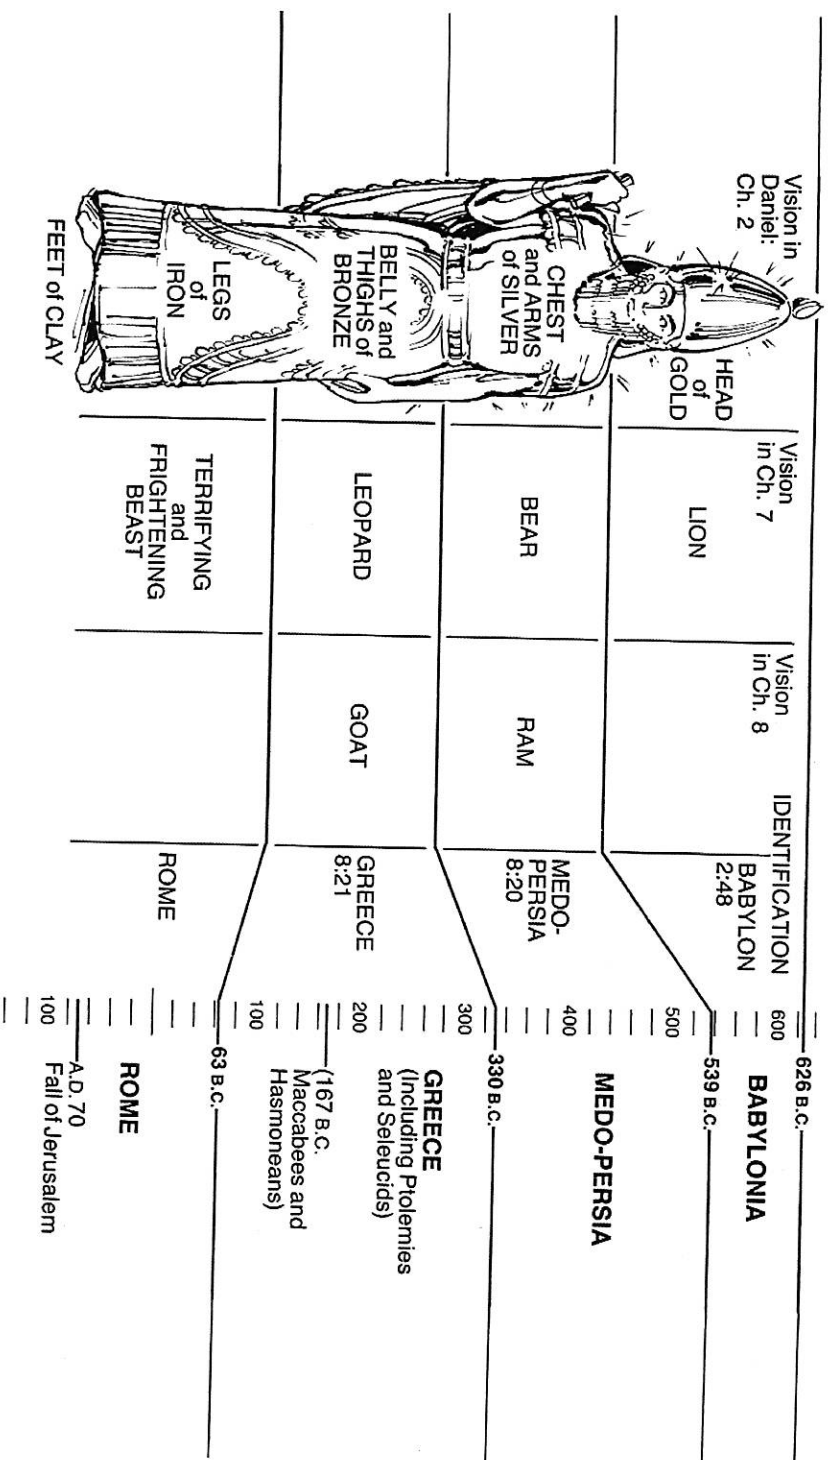 Vision in
Daniel:
Ch. 2
HEAD
of
GOLD
CHEST
and ARMS
of SILVER
BELLY and
THIGHS of
BRONZE
LEGS
of
IRON
FEET of CLAY
Vision
in Ch. 7
LION
BEAR
LEOPARD
TERRIFYING
and
FRIGHTENING
BEAST
Vision
in Ch. 8
RAM
GOAT
IDENTIFICATION
BABYLON
2:48
MEDO-
PERSIA
8:20
GREECE
8:21
ROME
600
500
400
300
200
100
100
626 B.C.
BABYLONIA
539 B.C.
MEDO-PERSIA
330 B.C.
GREECE
(Including Ptolemies
and Seleucids)
(167 B.C.
Maccabees and
Hasmoneans)
63 B.C.
ROME
A.D. 70
Fall of Jerusalem